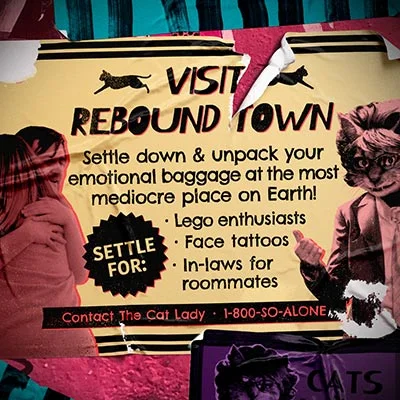 VISIT
REBOUND TOWN
Settle down & unpack your
emotional baggage at the most
mediocre place on Earth!
SETTLE
FOR:
· Lego enthusiasts
· Face tattoos
· In-laws for
roommates
Contact The Cat Lady · 1-800-SO-ALONE
CATS